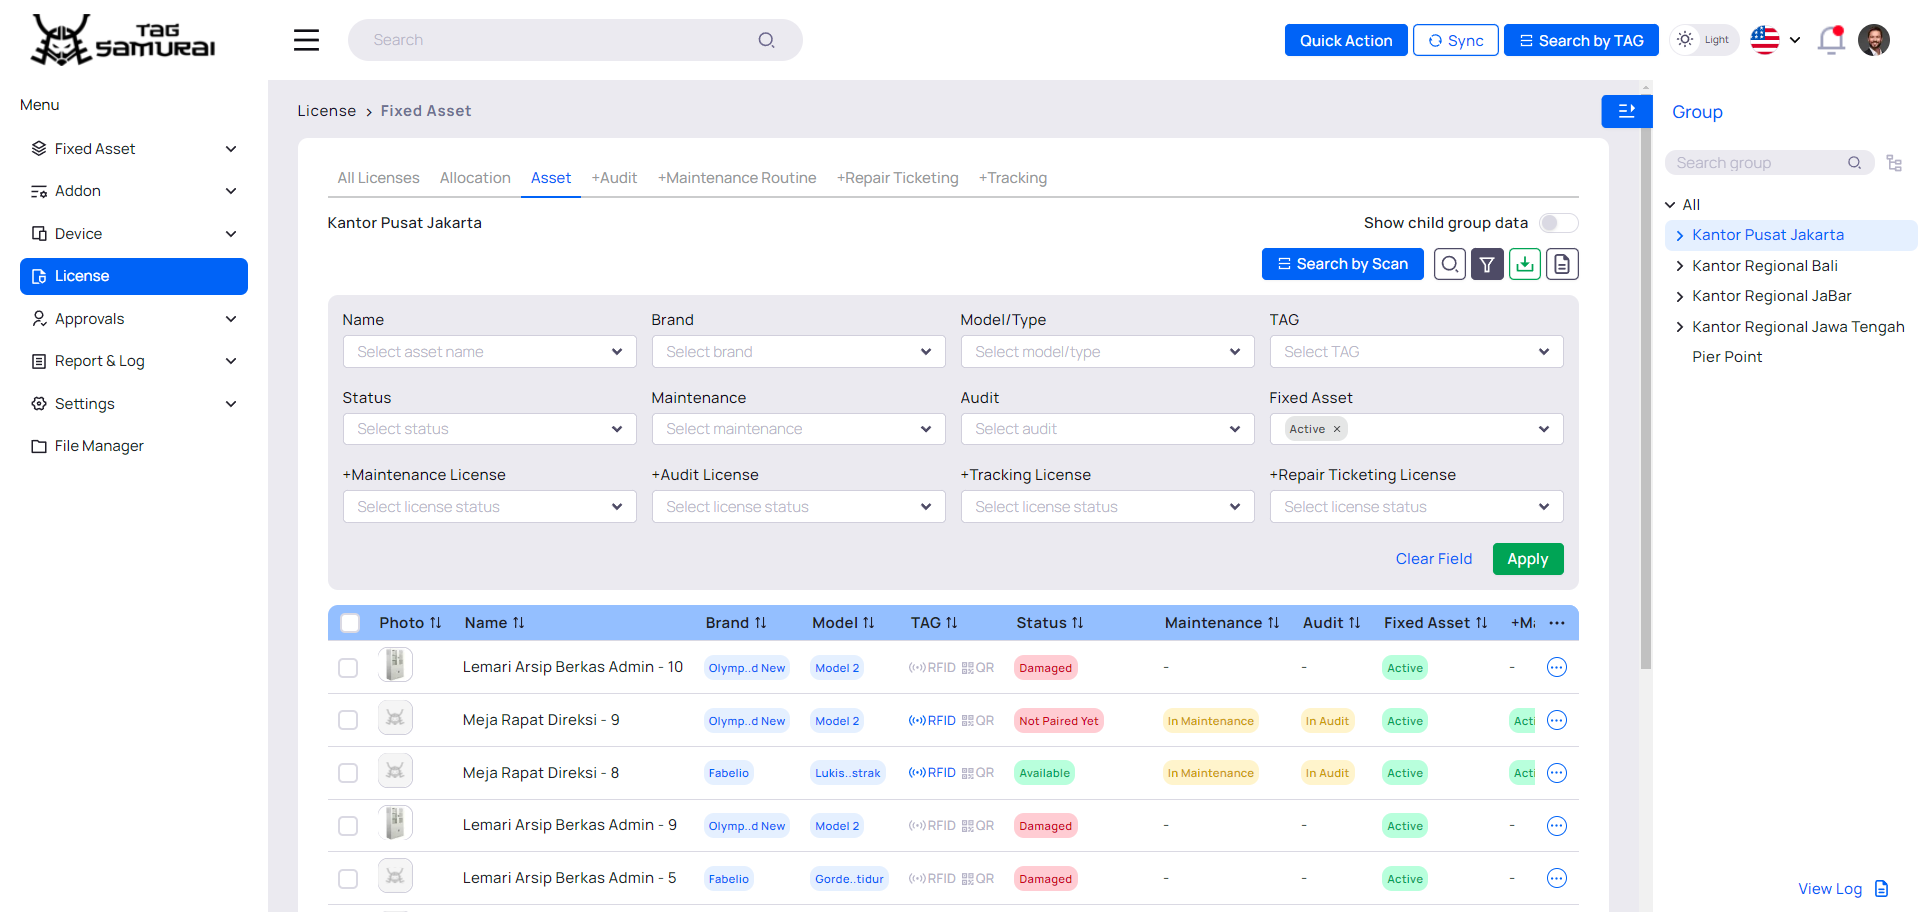 TAG
SAMURAI
Search
Quick Action
Sync
Search by TAG
Light
Menu
Fixed Asset
Addon
Device
License
Approvals
Report & Log
Settings
File Manager
License > Fixed Asset
All Licenses Allocation Asset +Audit +Maintenance Routine +Repair Ticketing +Tracking
Kantor Pusat Jakarta
Show child group data
Search by Scan
Name Brand Model/Type TAG
Select asset name Select brand Select model/type Select TAG
Status Maintenance Audit Fixed Asset
Select status Select maintenance Select audit Active ×
+Maintenance License +Audit License +Tracking License +Repair Ticketing License
Select license status Select license status Select license status Select license status
Clear Field Apply
Photo Name Brand Model TAG Status Maintenance Audit Fixed Asset +Ma ...
Lemari Arsip Berkas Admin - 10 Olymp..d New Model 2 RFID QR Damaged - - Active -
Meja Rapat Direksi - 9 Olymp..d New Model 2 RFID QR Not Paired Yet In Maintenance In Audit Active Acti
Meja Rapat Direksi - 8 Fabelio Lukis..strak RFID QR Available In Maintenance In Audit Active Acti
Lemari Arsip Berkas Admin - 9 Olymp..d New Model 2 RFID QR Damaged - - Active -
Lemari Arsip Berkas Admin - 5 Fabelio Gorde..tidur RFID QR Damaged - - Active -
Group
Search group
All
Kantor Pusat Jakarta
Kantor Regional Bali
Kantor Regional JaBar
Kantor Regional Jawa Tengah
Pier Point
View Log